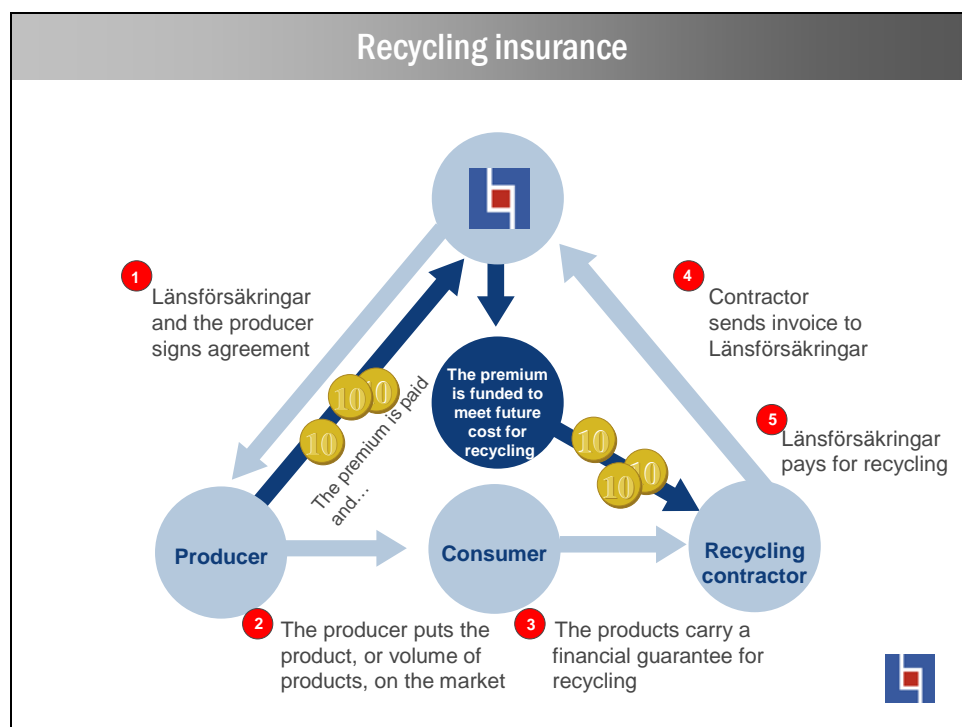 Recycling insurance
1
Länsförsäkringar
and the producer
signs agreement
The premium is paid
and...
10
10
10
The premium
is funded to
meet future
cost for
recycling
10
10
10
4
Contractor
sends invoice to
Länsförsäkringar
5
Länsförsäkringar
pays for recycling
Producer
Consumer
Recycling
contractor
2
The producer puts the
product, or volume of
products, on the market
3
The products carry a
financial guarantee for
recycling